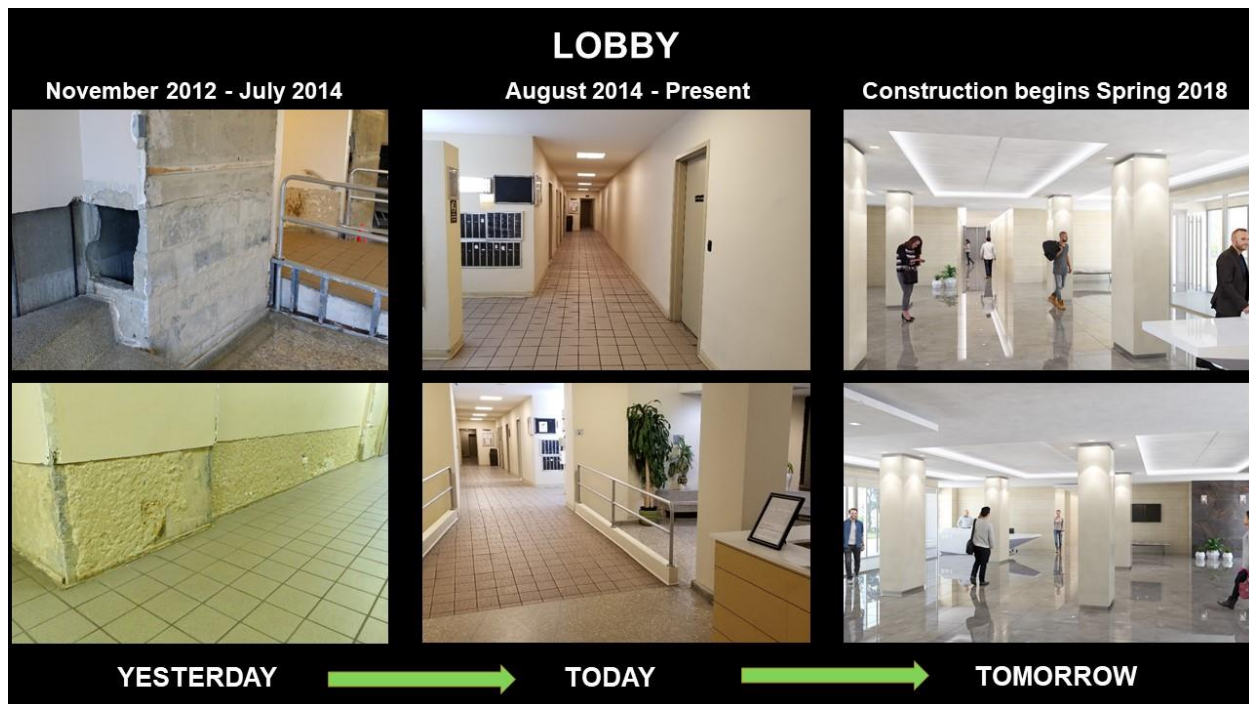 LOBBY
November 2012 - July 2014
August 2014 - Present
Construction begins Spring 2018
YESTERDAY
TODAY
TOMORROW